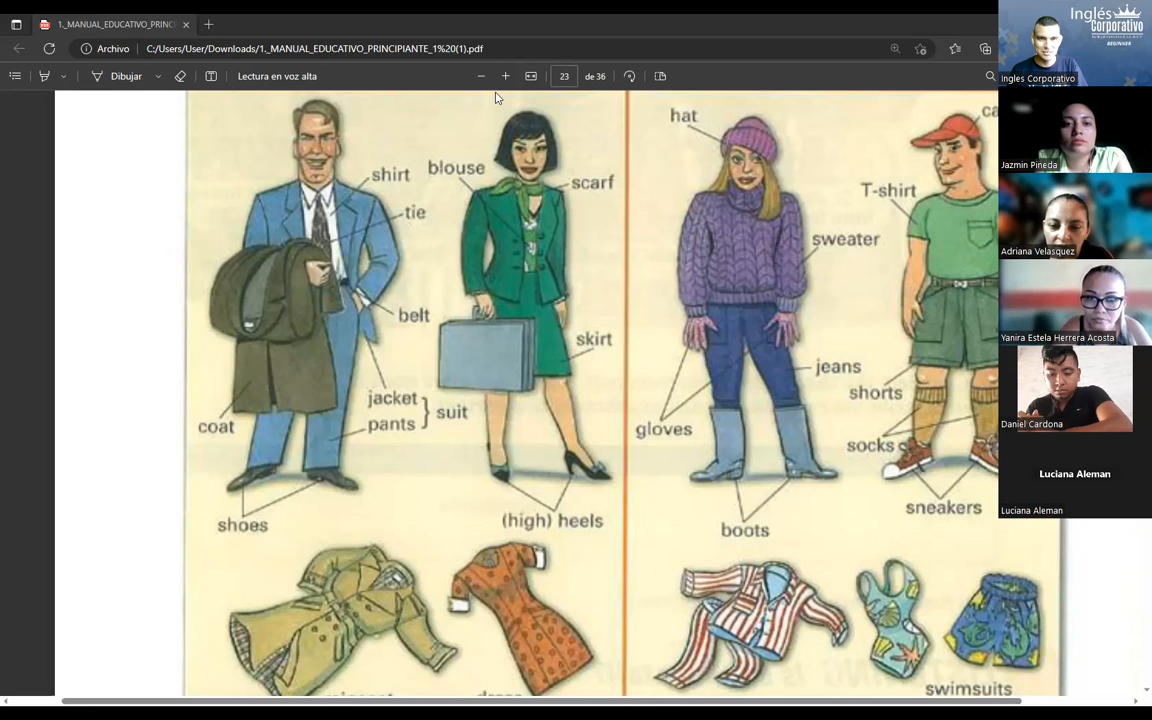 1._MANUAL_EDUCATIVO_PRINC
Archivo
C:/Users/User/Downloads/1._MANUAL_EDUCATIVO_PRINCIPIANTE_1%20(1).pdf
Dibujar
Lectura en voz alta
23
de 36
Inglés
Corporativo
BEGINNER
Ingles Corporativo
Jazmin Pineda
Adriana Velasquez
Yanira Estela Herrera Acosta
Daniel Cardona
Luciana Aleman
Luciana Aleman
shirt
tie
belt
jacket
pants
suit
coat
shoes
blouse
scarf
skirt
(high) heels
hat
sweater
jeans
gloves
boots
ca
T-shirt
shorts
socks
sneakers
swimsuits